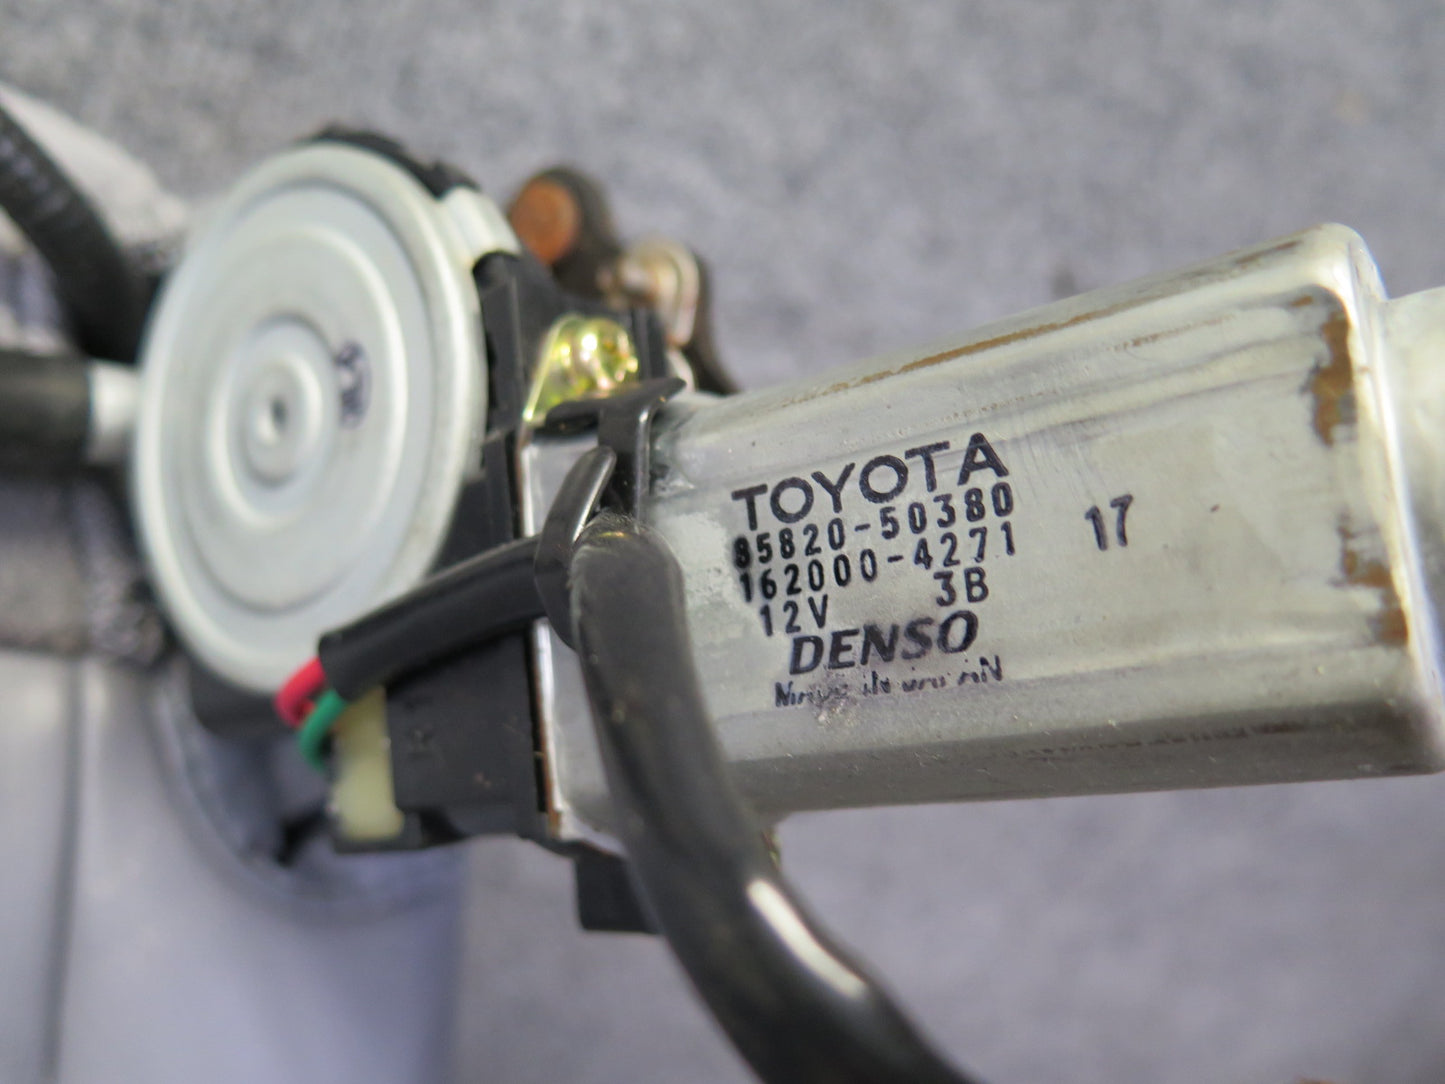 TOYOTA
85820-50380
162000-4271 17
12V 3B
DENSO